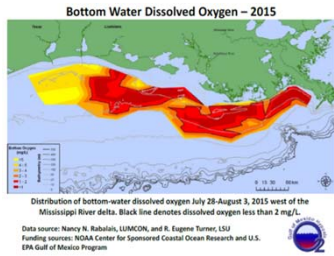 Bottom Water Dissolved Oxygen – 2015
Texas
Louisiana
Bottom Oxygen
(mg/L)
Distribution of bottom-water dissolved oxygen July 28-August 3, 2015 west of the
Mississippi River delta. Black line denotes dissolved oxygen less than 2 mg/L.
Data source: Nancy N. Rabalais, LUMCON, and R. Eugene Turner, LSU
Funding sources: NOAA Center for Sponsored Coastal Ocean Research and U.S.
EPA Gulf of Mexico Program